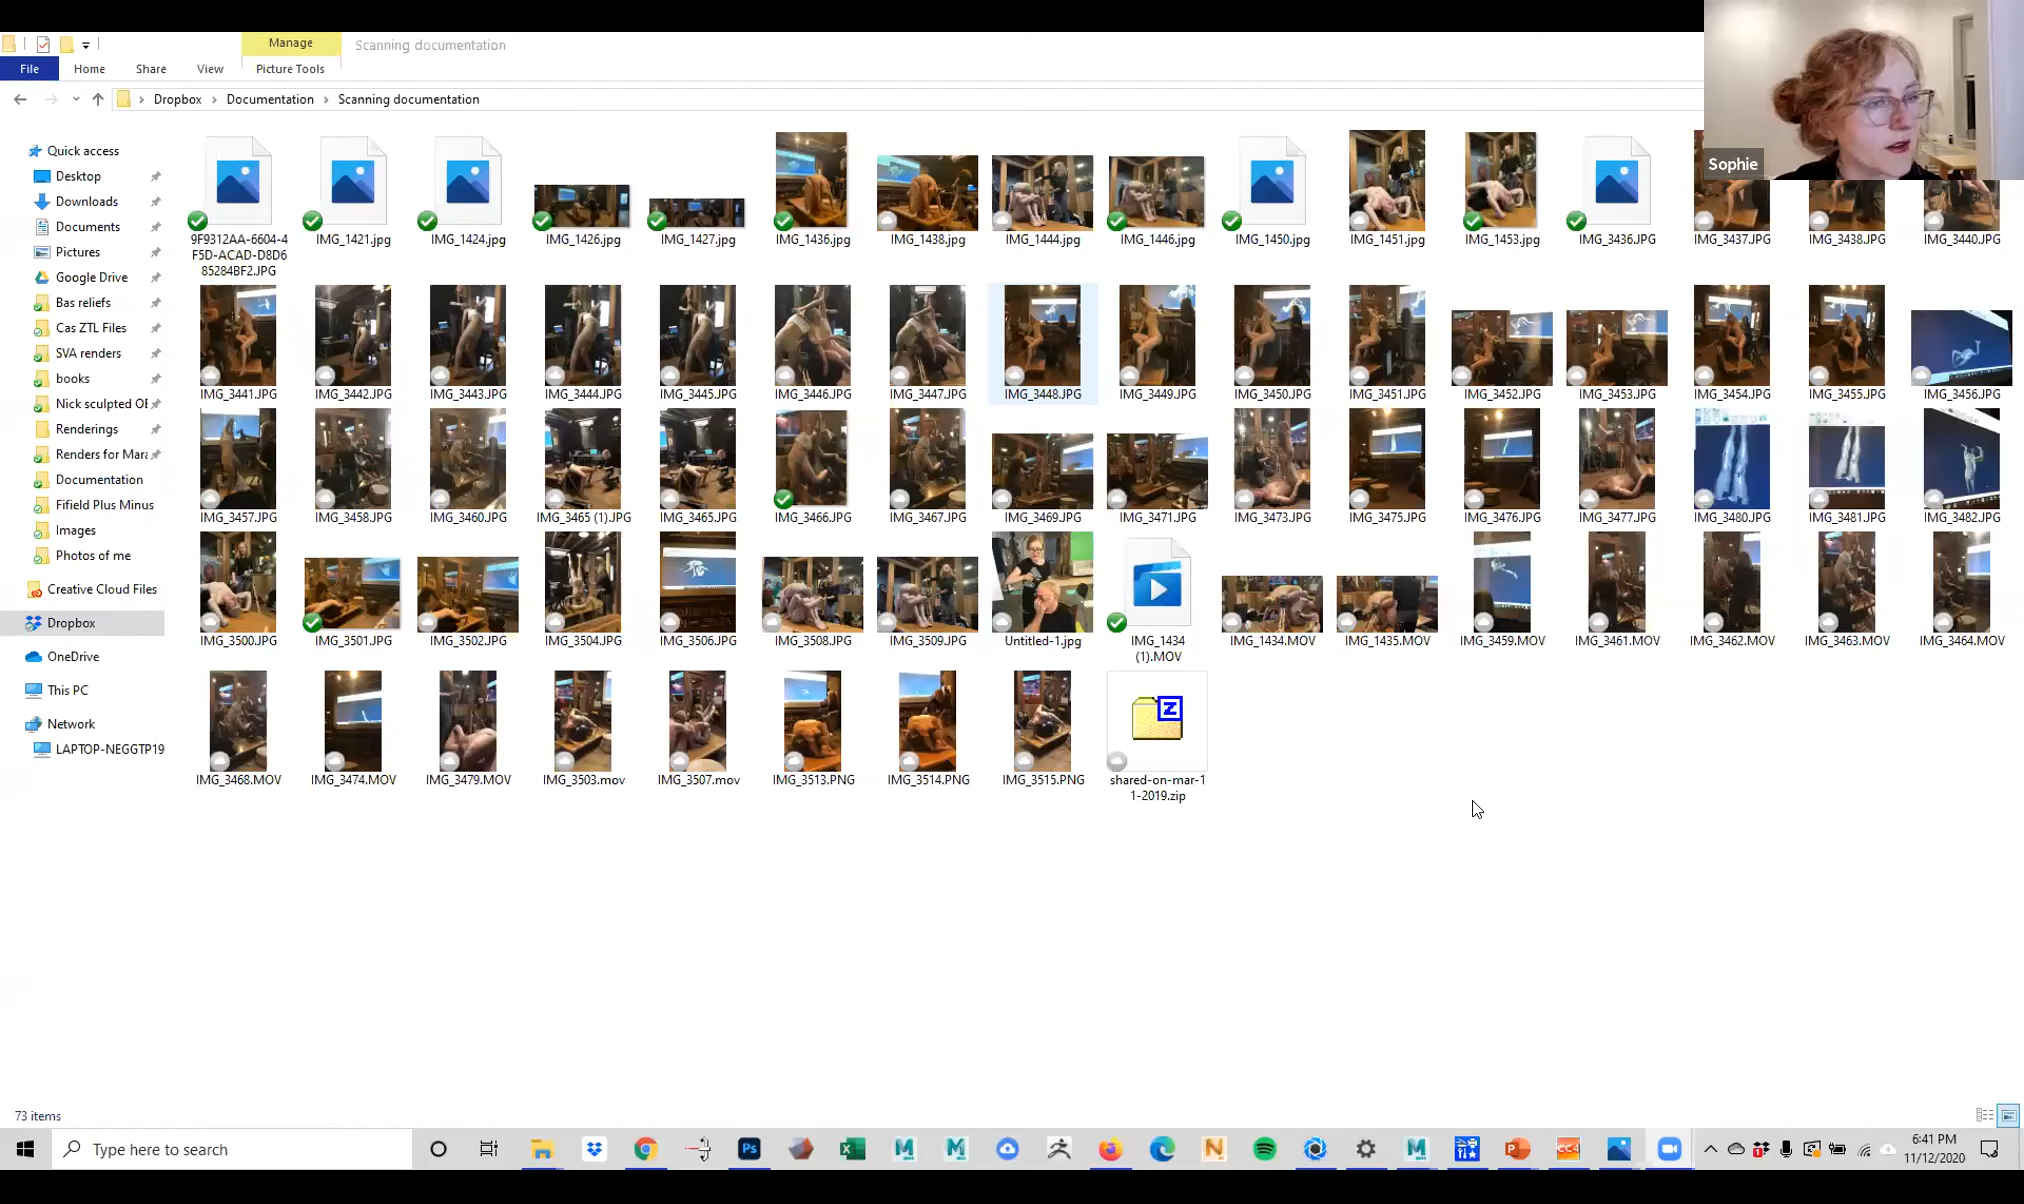 Manage
Scanning documentation
File
Home
Share
View
Picture Tools
Dropbox › Documentation › Scanning documentation
Sophie
Quick access
Desktop
Downloads
Documents
Pictures
Google Drive
Bas reliefs
Cas ZTL Files
SVA renders
books
Nick sculpted OB
Renderings
Renders for Mara
Documentation
Fifield Plus Minus
Images
Photos of me
Creative Cloud Files
Dropbox
OneDrive
This PC
Network
LAPTOP-NEGGTP19
9F9312AA-6604-4
F5D-ACAD-D8D6
85284BF2.JPG
IMG_1421.jpg
IMG_1424.jpg
IMG_1426.jpg
IMG_1427.jpg
IMG_1436.jpg
IMG_1438.jpg
IMG_1444.jpg
IMG_1446.jpg
IMG_1450.jpg
IMG_1451.jpg
IMG_1453.jpg
IMG_3436.JPG
IMG_3437.JPG
IMG_3438.JPG
IMG_3440.JPG
IMG_3441.JPG
IMG_3442.JPG
IMG_3443.JPG
IMG_3444.JPG
IMG_3445.JPG
IMG_3446.JPG
IMG_3447.JPG
IMG_3448.JPG
IMG_3449.JPG
IMG_3450.JPG
IMG_3451.JPG
IMG_3452.JPG
IMG_3453.JPG
IMG_3454.JPG
IMG_3455.JPG
IMG_3456.JPG
IMG_3457.JPG
IMG_3458.JPG
IMG_3460.JPG
IMG_3465 (1).JPG
IMG_3465.JPG
IMG_3466.JPG
IMG_3467.JPG
IMG_3469.JPG
IMG_3471.JPG
IMG_3473.JPG
IMG_3475.JPG
IMG_3476.JPG
IMG_3477.JPG
IMG_3480.JPG
IMG_3481.JPG
IMG_3482.JPG
IMG_3500.JPG
IMG_3501.JPG
IMG_3502.JPG
IMG_3504.JPG
IMG_3506.JPG
IMG_3508.JPG
IMG_3509.JPG
Untitled-1.jpg
IMG_1434
(1).MOV
IMG_1434.MOV
IMG_1435.MOV
IMG_3459.MOV
IMG_3461.MOV
IMG_3462.MOV
IMG_3463.MOV
IMG_3464.MOV
IMG_3468.MOV
IMG_3474.MOV
IMG_3479.MOV
IMG_3503.mov
IMG_3507.mov
IMG_3513.PNG
IMG_3514.PNG
IMG_3515.PNG
Z
shared-on-mar-1
1-2019.zip
73 items
Type here to search
Ps
M
M
N
M
P
CC4
1
6:41 PM
11/12/2020